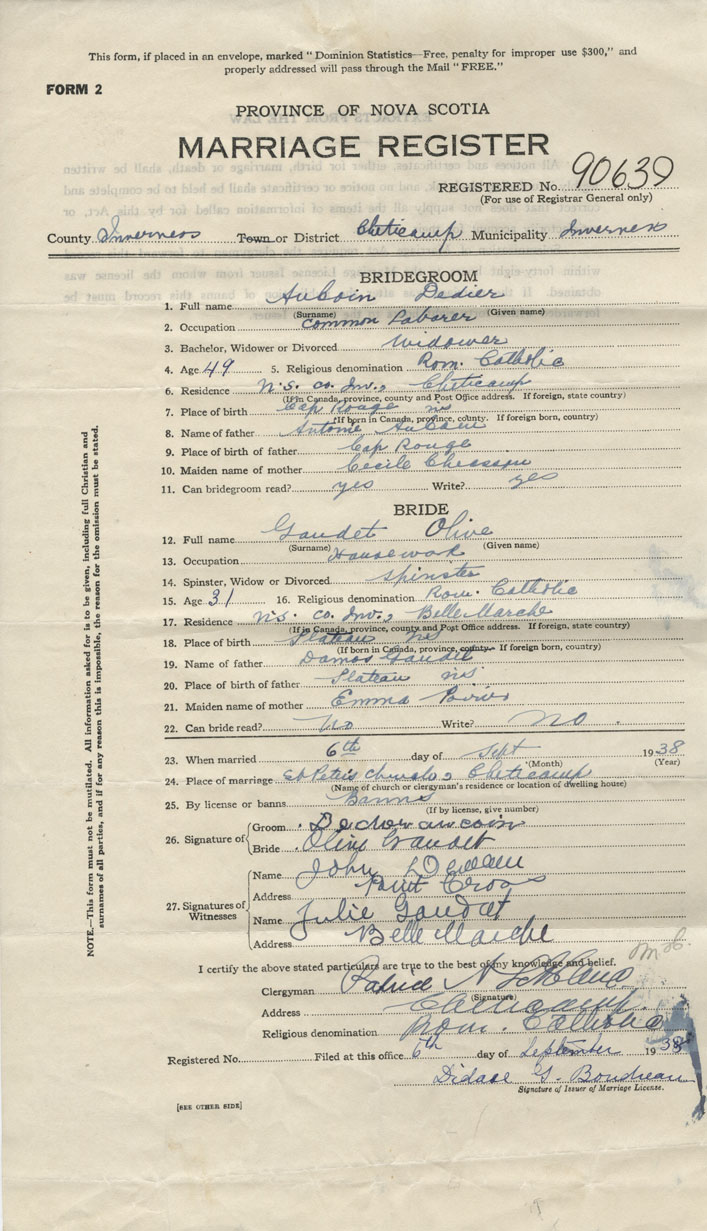 This form, if placed in an envelope, marked "Dominion Statistics—Free, penalty for improper use $300," and
properly addressed will pass through the Mail "FREE."
FORM 2
PROVINCE OF NOVA SCOTIA
MARRIAGE REGISTER
REGISTERED No. 90639
(For use of Registrar General only)
County Inverness Town or District Cheticamp Municipality Inverness
BRIDEGROOM
1. Full name AuCoin Dedier
(Surname) (Given name)
2. Occupation Common Laborer
3. Bachelor, Widower or Divorced Widower
4. Age 49 5. Religious denomination Rom. Catholic
6. Residence N.S. co. Inv., Cheticamp
(If in Canada, province, county and Post Office address. If foreign, state country)
7. Place of birth Cap Rouge NS
(If born in Canada, province, county. If foreign born, country)
8. Name of father Antoine AuCoin
9. Place of birth of father Cap Rouge
10. Maiden name of mother Cecile Chiasson
11. Can bridegroom read? yes Write? yes
BRIDE
12. Full name Gaudet Olive
(Surname) (Given name)
13. Occupation Housework
14. Spinster, Widow or Divorced Spinster
15. Age 31 16. Religious denomination Rom. Catholic
17. Residence N.S. co. Inv., Belle Marche
(If in Canada, province, county and Post Office address. If foreign, state country)
18. Place of birth Plateau NS
(If born in Canada, province, county. If foreign born, country)
19. Name of father Damas Gaudet
20. Place of father Plateau NS
21. Maiden name of mother Emma Poirier
22. Can bride read? No Write? No
23. When married 6th day of Sept 1938
(Month) (Year)
24. Place of marriage St Peters church, Cheticamp
(Name of church or clergyman's residence or location of dwelling house)
25. By license or banns Banns
(If by license, give number)
26. Signature of
Groom
Bride Olive Gaudet
27. Signatures of Witnesses
Name John
Address Point Cross
Name Julie Gaudet
Address Belle Marche
I certify the above stated particulars are true to the best of my knowledge and belief.
Clergyman
(Signature)
Address Cheticamp
Religious denomination Rom. Catholic
Registered No. Filed at this office 6th day of September 1938
Didace G. Boudreau
Signature of Issuer of Marriage License.
[SEE OTHER SIDE]
NOTE.—This form must not be mutilated. All information asked for is to be given, including full Christian and
surnames of all parties, and if for any reason this is impossible, the reason for the omission must be stated.